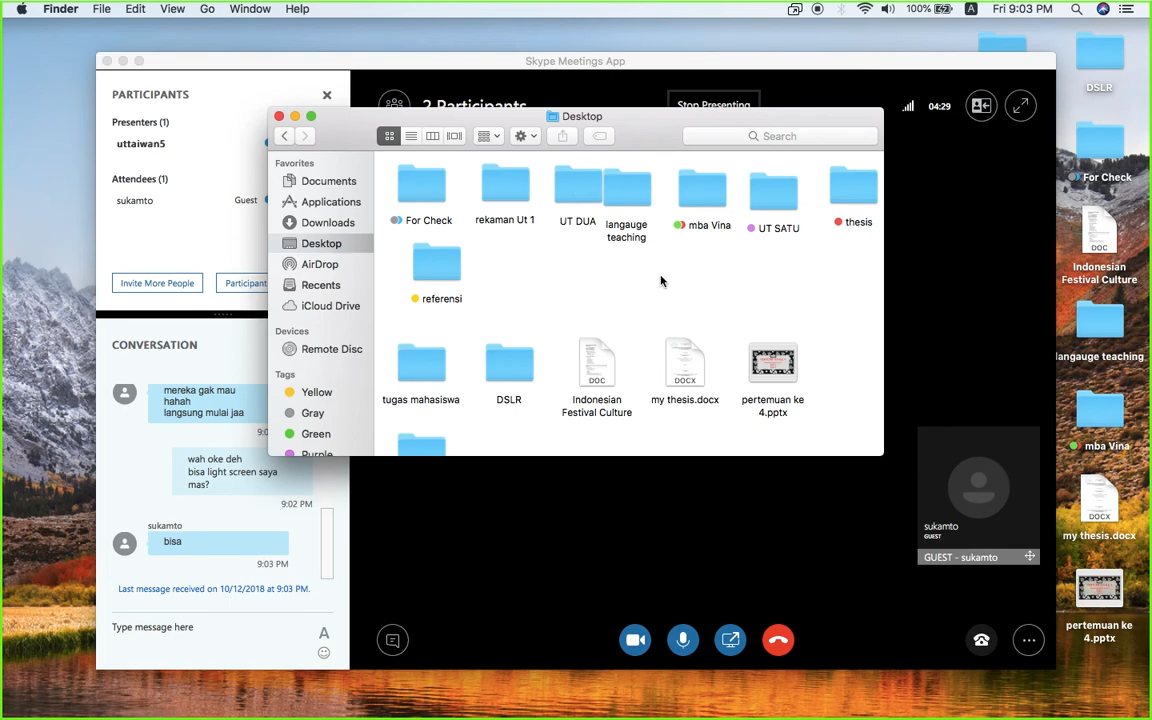 Finder File Edit View Go Window Help
100% A Fri 9:03 PM
Skype Meetings App
PARTICIPANTS
Presenters (1)
uttaiwan5
Attendees (1)
sukamto Guest
Invite More People
Participant
2 Participants
Stop Presenting
04:29
Desktop
Search
Favorites
Documents
Applications
Downloads
Desktop
AirDrop
Recents
iCloud Drive
Devices
Remote Disc
Tags
Yellow
Gray
Green
Purple
For Check
rekaman Ut 1
UT DUA
langauge
teaching
mba Vina
UT SATU
thesis
referensi
tugas mahasiswa
DSLR
DOC
Indonesian
Festival Culture
DOCX
my thesis.docx
pertemuan ke
4.pptx
CONVERSATION
mereka gak mau
hahah
langsung mulai jaa
wah oke deh
bisa light screen saya
mas?
9:02 PM
sukamto
bisa
9:03 PM
Last message received on 10/12/2018 at 9:03 PM.
Type message here
A
sukamto
GUEST
GUEST - sukamto
DSLR
For Check
DOC
Indonesian
Festival Culture
langauge teaching
mba Vina
DOCX
my thesis.docx
pertemuan ke
4.pptx